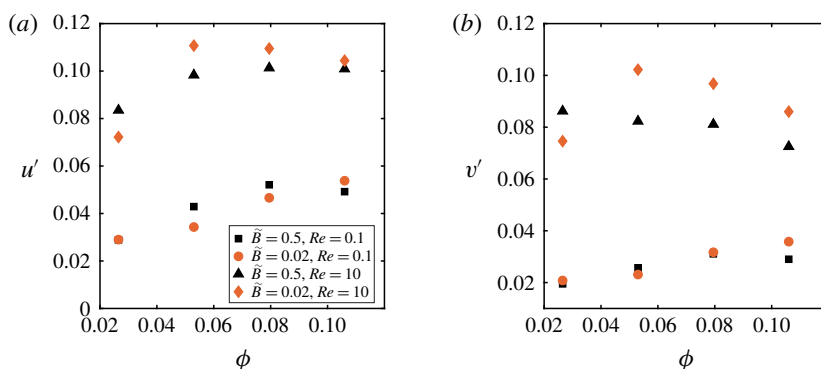 (a)
0.12
0.10
0.08
0.06
0.04
0.02
0
u′
B̃ = 0.5, Re = 0.1
B̃ = 0.02, Re = 0.1
B̃ = 0.5, Re = 10
B̃ = 0.02, Re = 10
0.02 0.04 0.06 0.08 0.10
ϕ
(b)
0.12
0.10
0.08
0.06
0.04
0.02
v′
0.02 0.04 0.06 0.08 0.10
ϕ